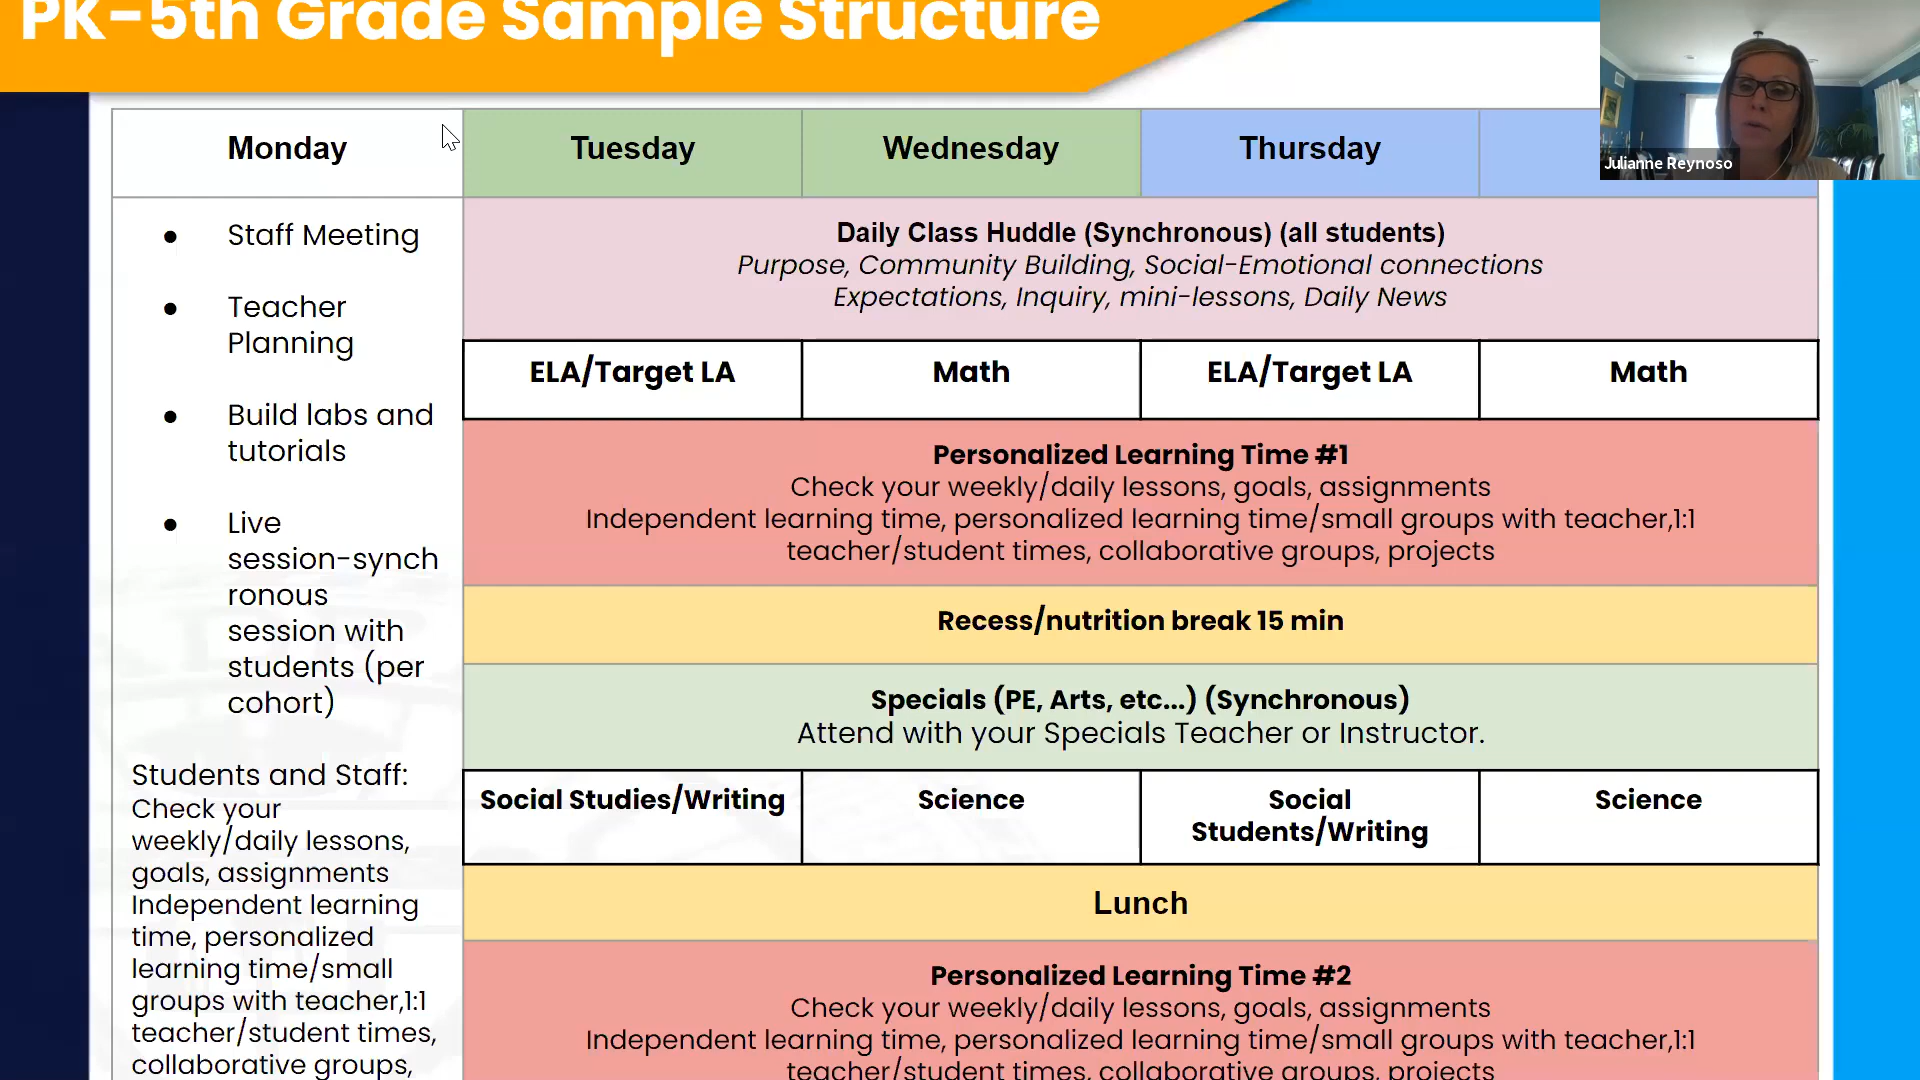 PK-5th Grade Sample Structure
Julianne Reynoso
Monday
Tuesday
Wednesday
Thursday
● Staff Meeting
● Teacher
Planning
● Build labs and
tutorials
● Live
session-synch
ronous
session with
students (per
cohort)
Students and Staff:
Check your
weekly/daily lessons,
goals, assignments
Independent learning
time, personalized
learning time/small
groups with teacher,1:1
teacher/student times,
collaborative groups,
Daily Class Huddle (Synchronous) (all students)
Purpose, Community Building, Social-Emotional connections
Expectations, Inquiry, mini-lessons, Daily News
ELA/Target LA
Math
ELA/Target LA
Math
Personalized Learning Time #1
Check your weekly/daily lessons, goals, assignments
Independent learning time, personalized learning time/small groups with teacher,1:1
teacher/student times, collaborative groups, projects
Recess/nutrition break 15 min
Specials (PE, Arts, etc...) (Synchronous)
Attend with your Specials Teacher or Instructor.
Social Studies/Writing
Science
Social
Students/Writing
Science
Lunch
Personalized Learning Time #2
Check your weekly/daily lessons, goals, assignments
Independent learning time, personalized learning time/small groups with teacher,1:1
teacher/student times, collaborative groups, projects